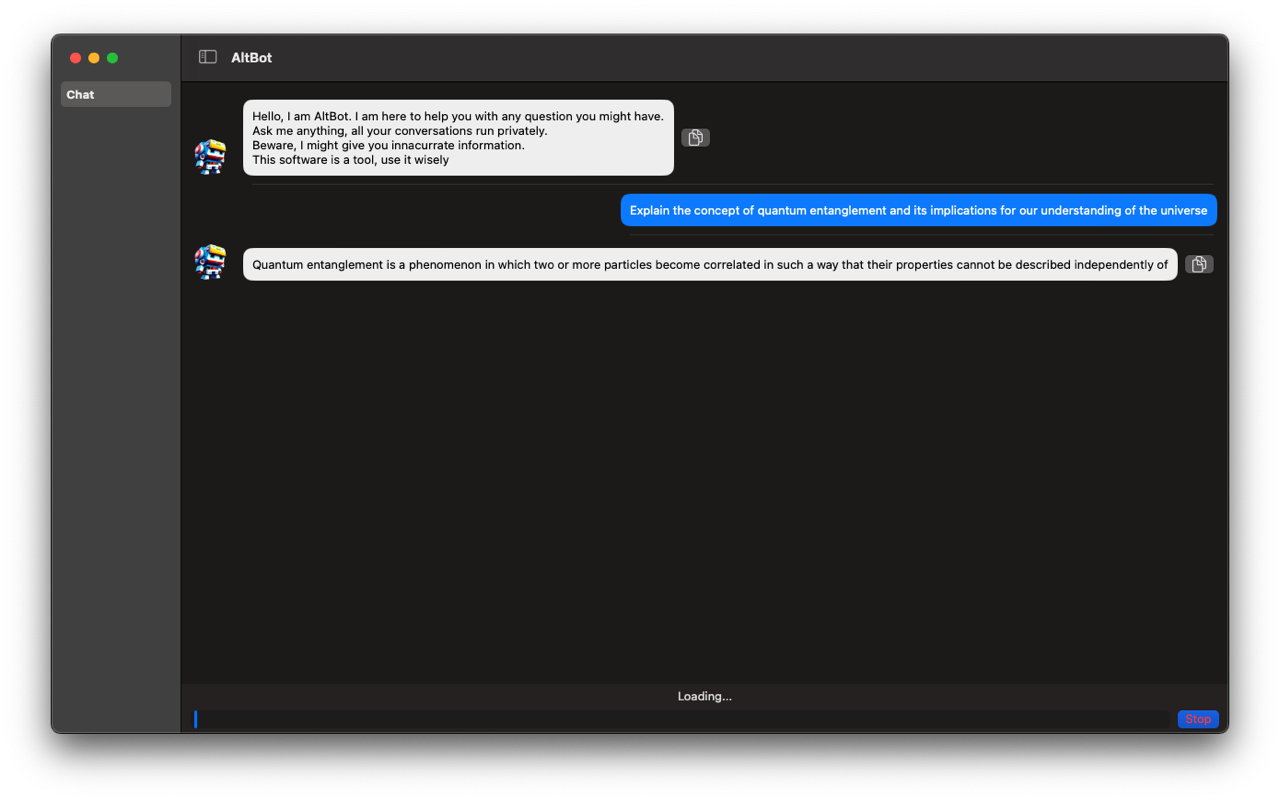 AltBot
Chat
Hello, I am AltBot. I am here to help you with any question you might have.
Ask me anything, all your conversations run privately.
Beware, I might give you innacurrate information.
This software is a tool, use it wisely
Explain the concept of quantum entanglement and its implications for our understanding of the universe
Quantum entanglement is a phenomenon in which two or more particles become correlated in such a way that their properties cannot be described independently of
Loading...
Stop